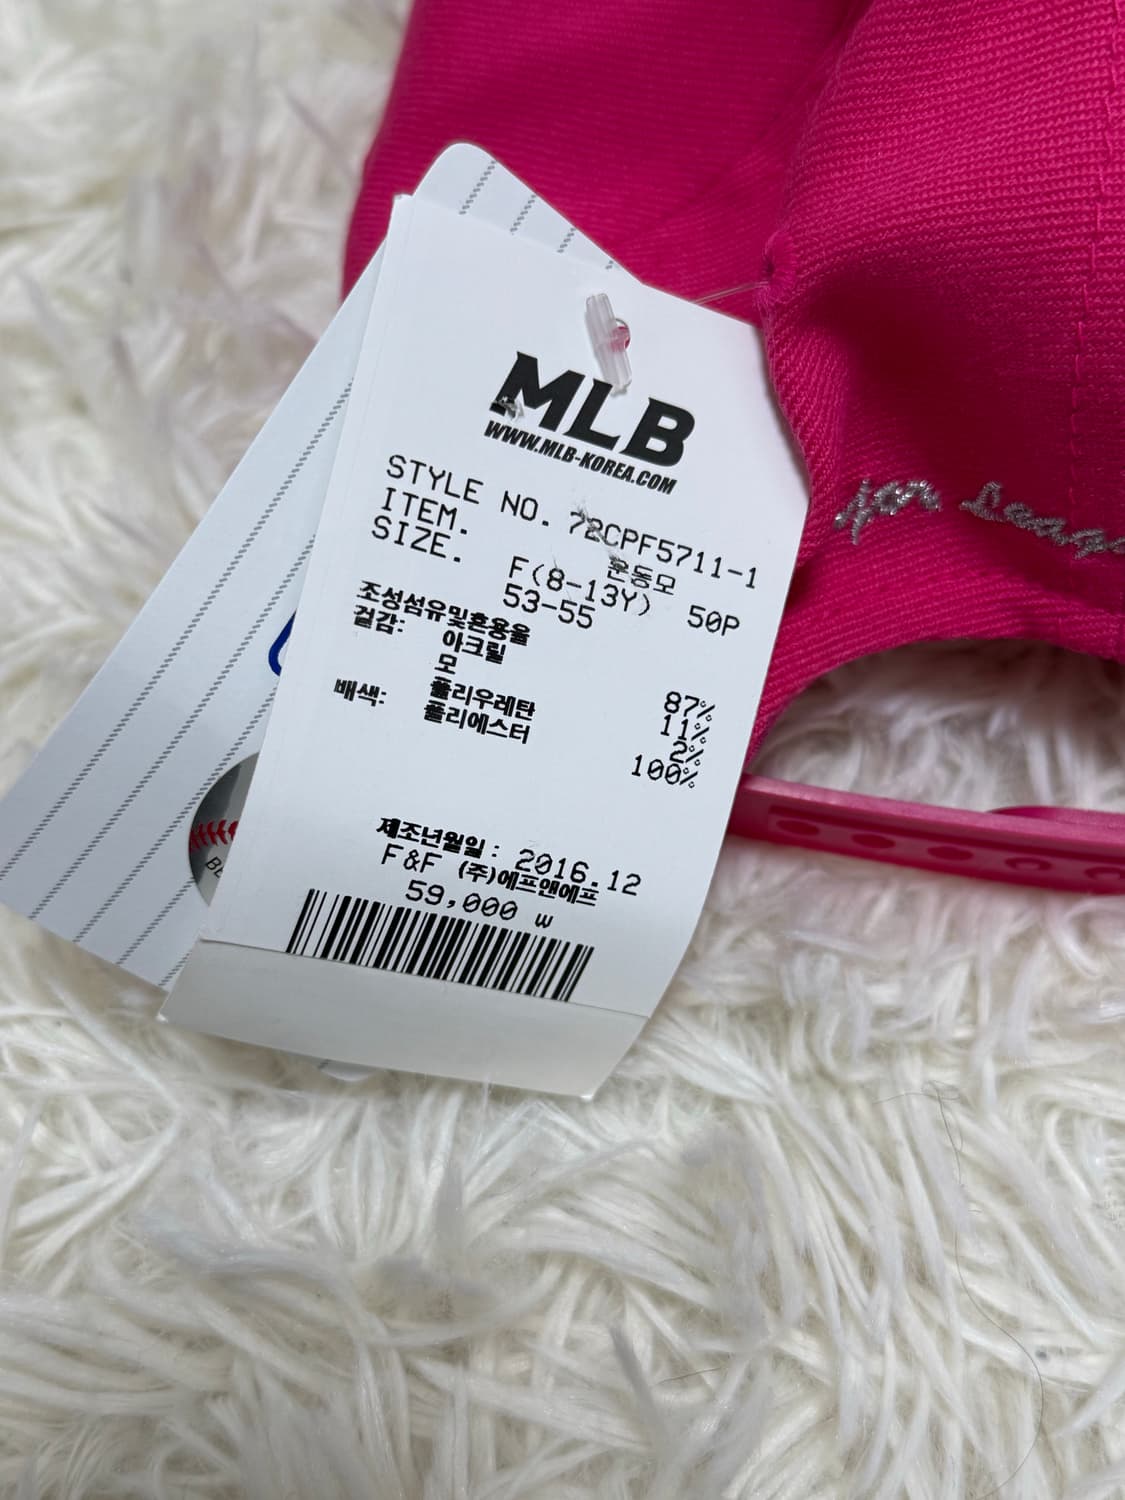 MLB
WWW.MLB-KOREA.COM
STYLE NO. 72CPF5711-1
ITEM. 운동모
SIZE. F(8-13Y) 50P
53-55
조성섬유및혼용율
겉감: 아크릴 87%
모 11%
폴리우레탄 2%
배색: 폴리에스터 100%
제조년월일: 2016.12
F&F (주)에프앤에프
59,000 w